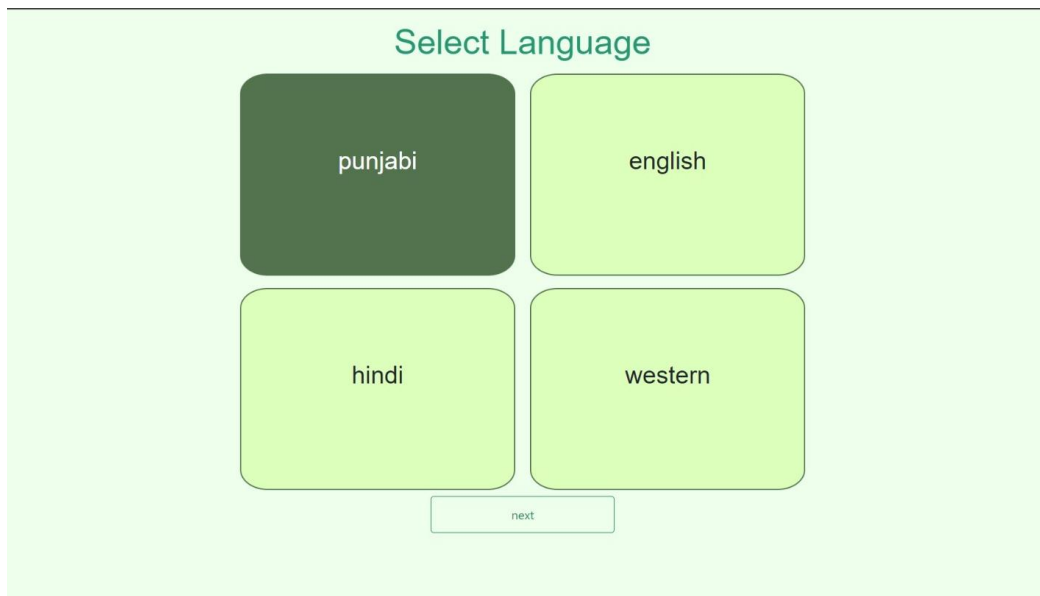 Select Language
punjabi
english
hindi
western
next